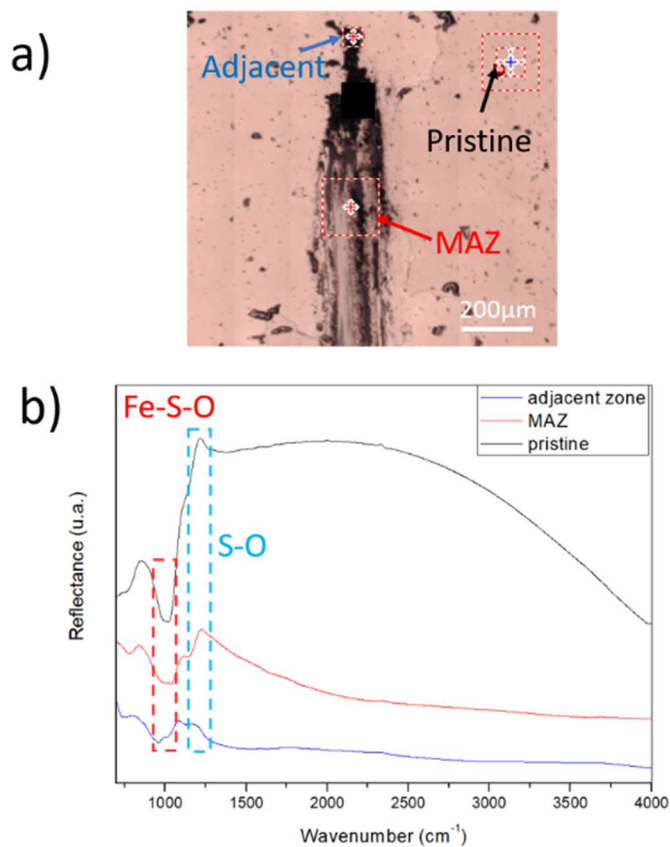 a)
Adjacent
Pristine
MAZ
200µm
b)
Fe-S-O
S-O
adjacent zone
MAZ
pristine
Reflectance (u.a.)
1000 1500 2000 2500 3000 3500 4000
Wavenumber (cm⁻¹)